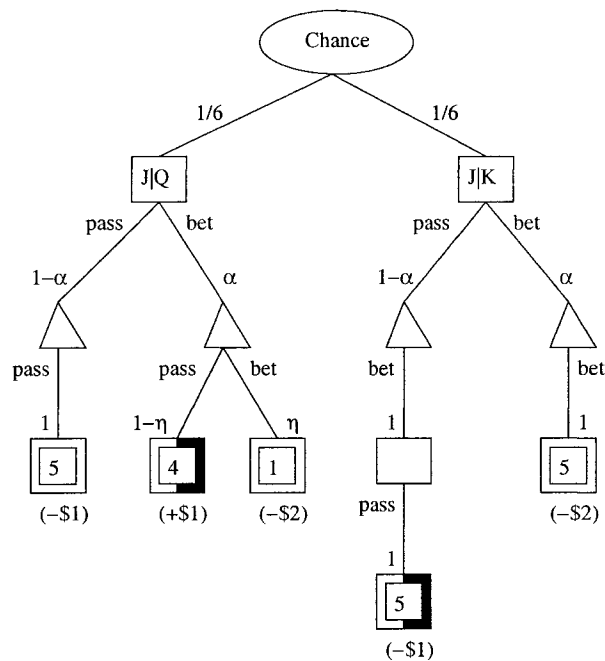 Chance
1/6 1/6
J|Q J|K
pass bet pass bet
1−α α 1−α α
pass pass bet bet bet
1 1−η η 1 1
5 4 1 5
(−$1) (+$1) (−$2) (−$2)
pass
1
5
(−$1)